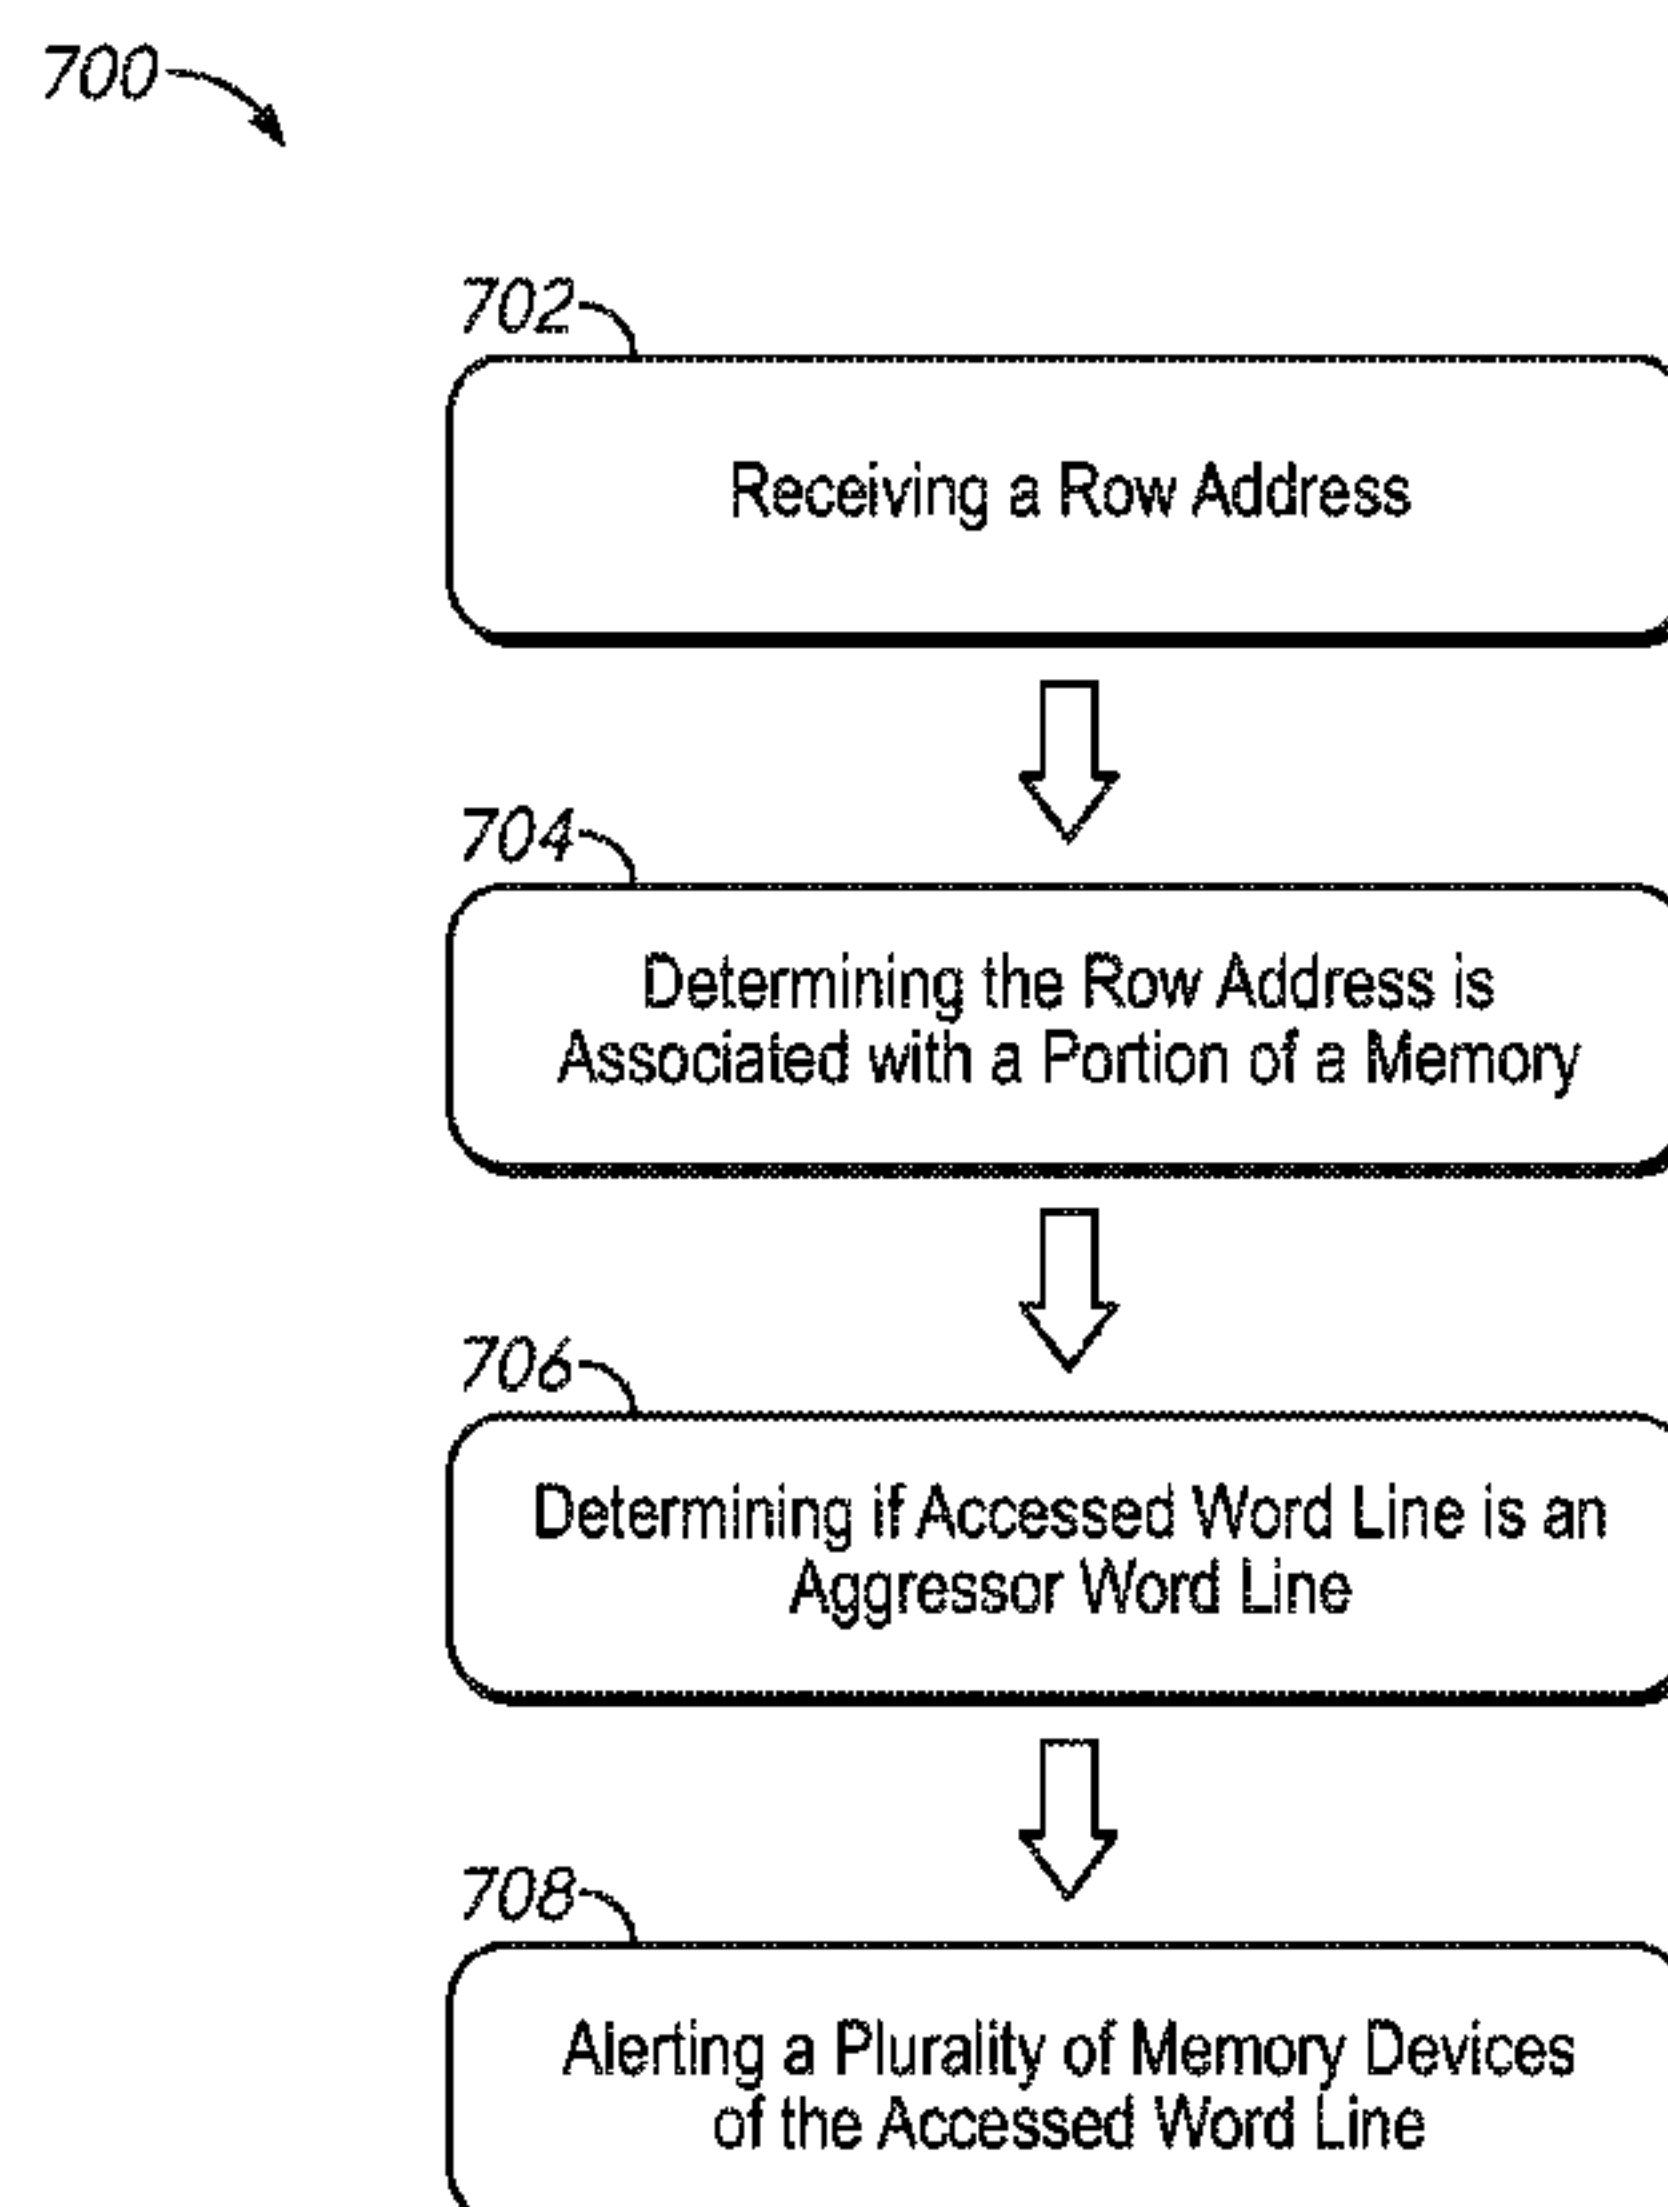 700
702
Receiving a Row Address
704
Determining the Row Address is
Associated with a Portion of a Memory
706
Determining if Accessed Word Line is an
Aggressor Word Line
708
Alerting a Plurality of Memory Devices
of the Accessed Word Line